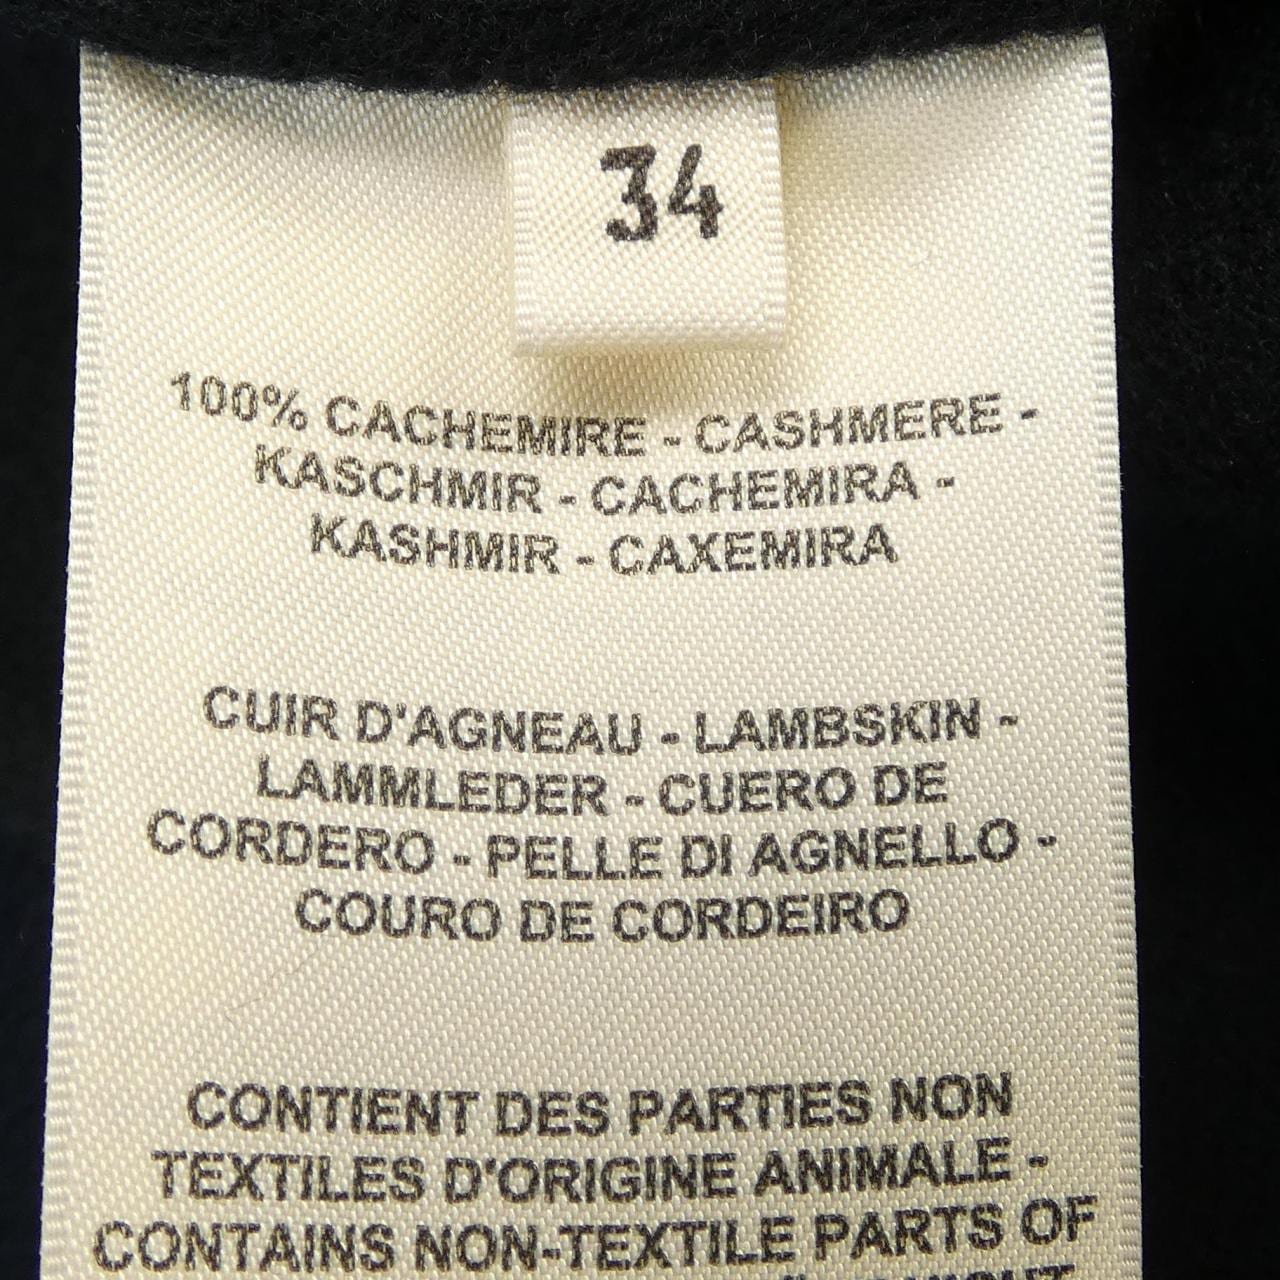 34
100% CACHEMIRE - CASHMERE -
KASCHMIR - CACHEMIRA -
KASHMIR - CAXEMIRA
CUIR D'AGNEAU - LAMBSKIN -
LAMMLEDER - CUERO DE
CORDERO - PELLE DI AGNELLO -
COURO DE CORDEIRO
CONTIENT DES PARTIES NON
TEXTILES D'ORIGINE ANIMALE -
CONTAINS NON-TEXTILE PARTS OF